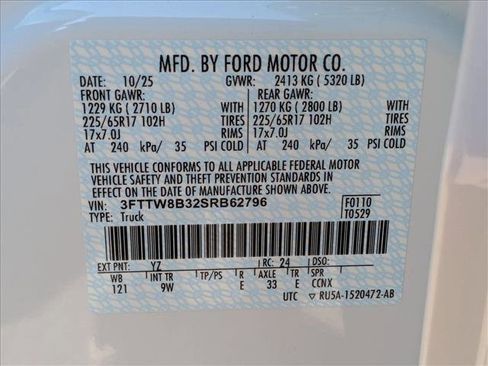 MFD. BY FORD MOTOR CO.
DATE: 10/25 GVWR: 2413 KG ( 5320 LB)
FRONT GAWR: REAR GAWR:
1229 KG ( 2710 LB) WITH 1270 KG ( 2800 LB) WITH
225/65R17 102H TIRES 225/65R17 102H TIRES
17x7.0J RIMS 17x7.0J RIMS
AT 240 kPa/ 35 PSI COLD AT 240 kPa/ 35 PSI COLD
THIS VEHICLE CONFORMS TO ALL APPLICABLE FEDERAL MOTOR
VEHICLE SAFETY AND THEFT PREVENTION STANDARDS IN
EFFECT ON THE DATE OF MANUFACTURE SHOWN ABOVE.
VIN: 3FTTW8B32SRB62796 F0110
TYPE: Truck T0529
EXT PNT: YZ RC: 24 DSO:
WB INT TR TP/PS R AXLE TR SPR
121 9W E 33 E CCNX
UTC RU5A-1520472-AB